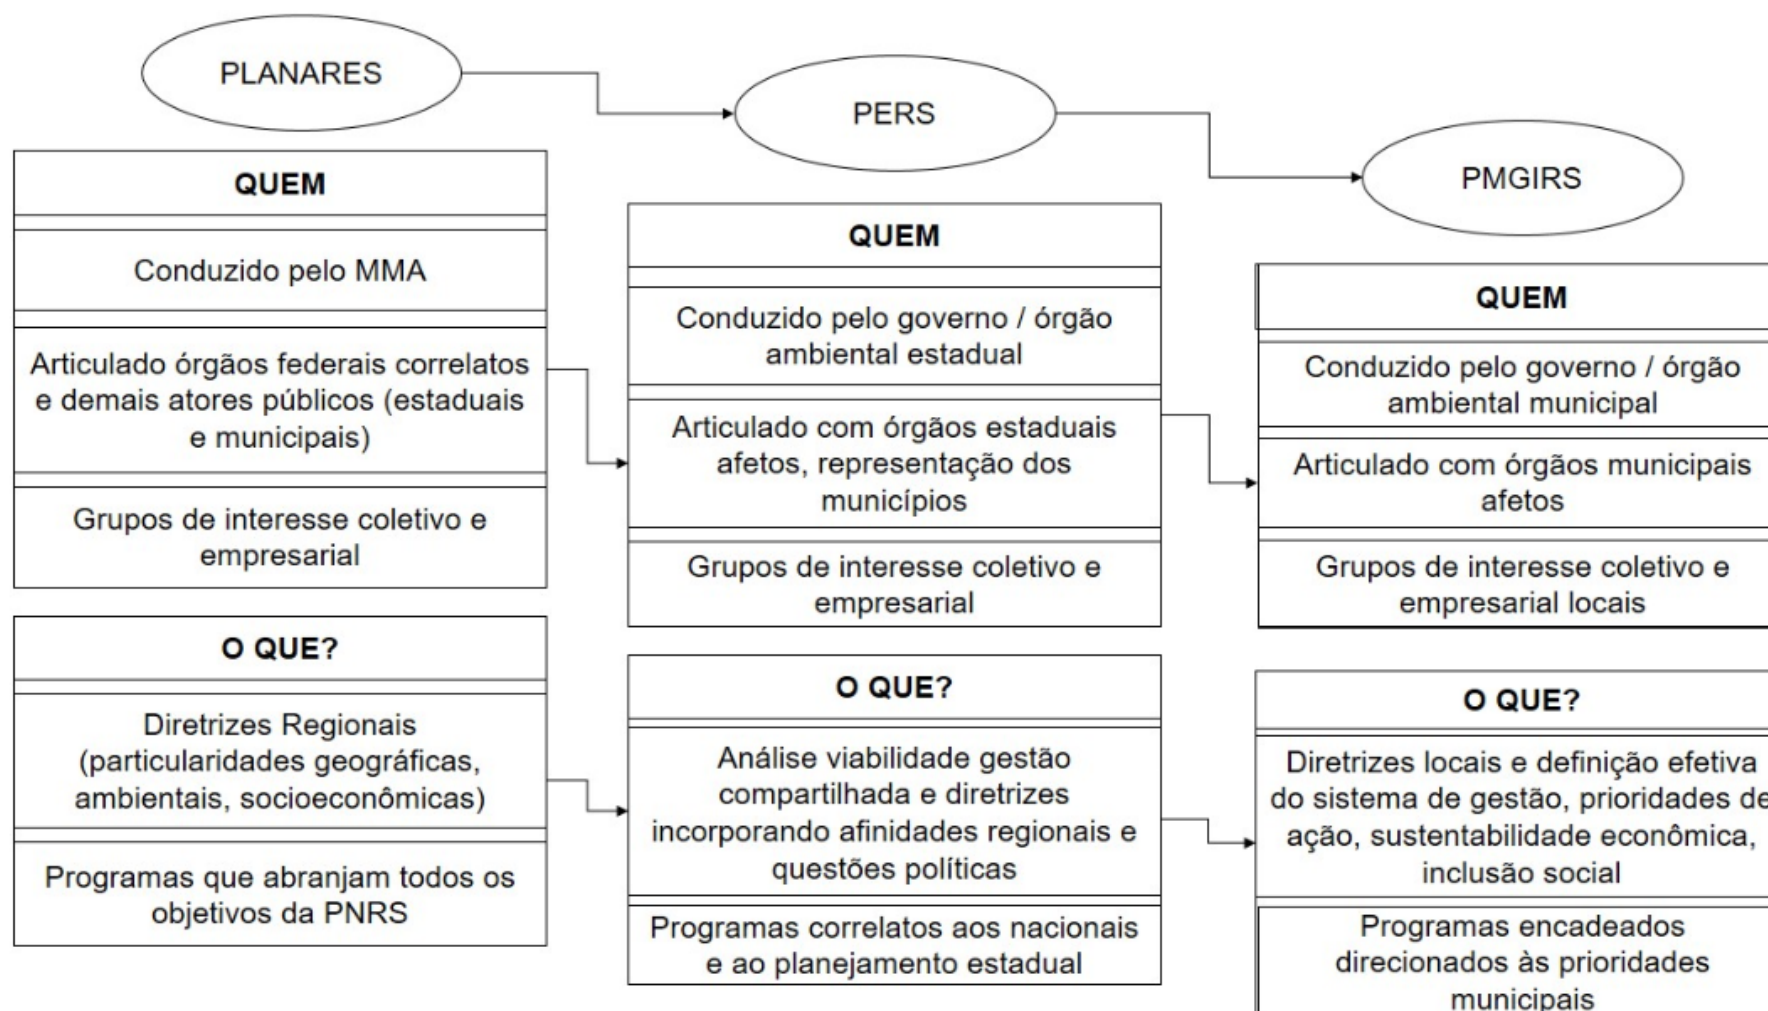 PLANARES
PERS
PMGIRS
QUEM
Conduzido pelo MMA
Articulado órgãos federais correlatos
e demais atores públicos (estaduais
e municipais)
Grupos de interesse coletivo e
empresarial
O QUE?
Diretrizes Regionais
(particularidades geográficas,
ambientais, socioeconômicas)
Programas que abranjam todos os
objetivos da PNRS
QUEM
Conduzido pelo governo / órgão
ambiental estadual
Articulado com órgãos estaduais
afetos, representação dos
municípios
Grupos de interesse coletivo e
empresarial
O QUE?
Análise viabilidade gestão
compartilhada e diretrizes
incorporando afinidades regionais e
questões políticas
Programas correlatos aos nacionais
e ao planejamento estadual
QUEM
Conduzido pelo governo / órgão
ambiental municipal
Articulado com órgãos municipais
afetos
Grupos de interesse coletivo e
empresarial locais
O QUE?
Diretrizes locais e definição efetiva
do sistema de gestão, prioridades de
ação, sustentabilidade econômica,
inclusão social
Programas encadeados
direcionados às prioridades
municipais